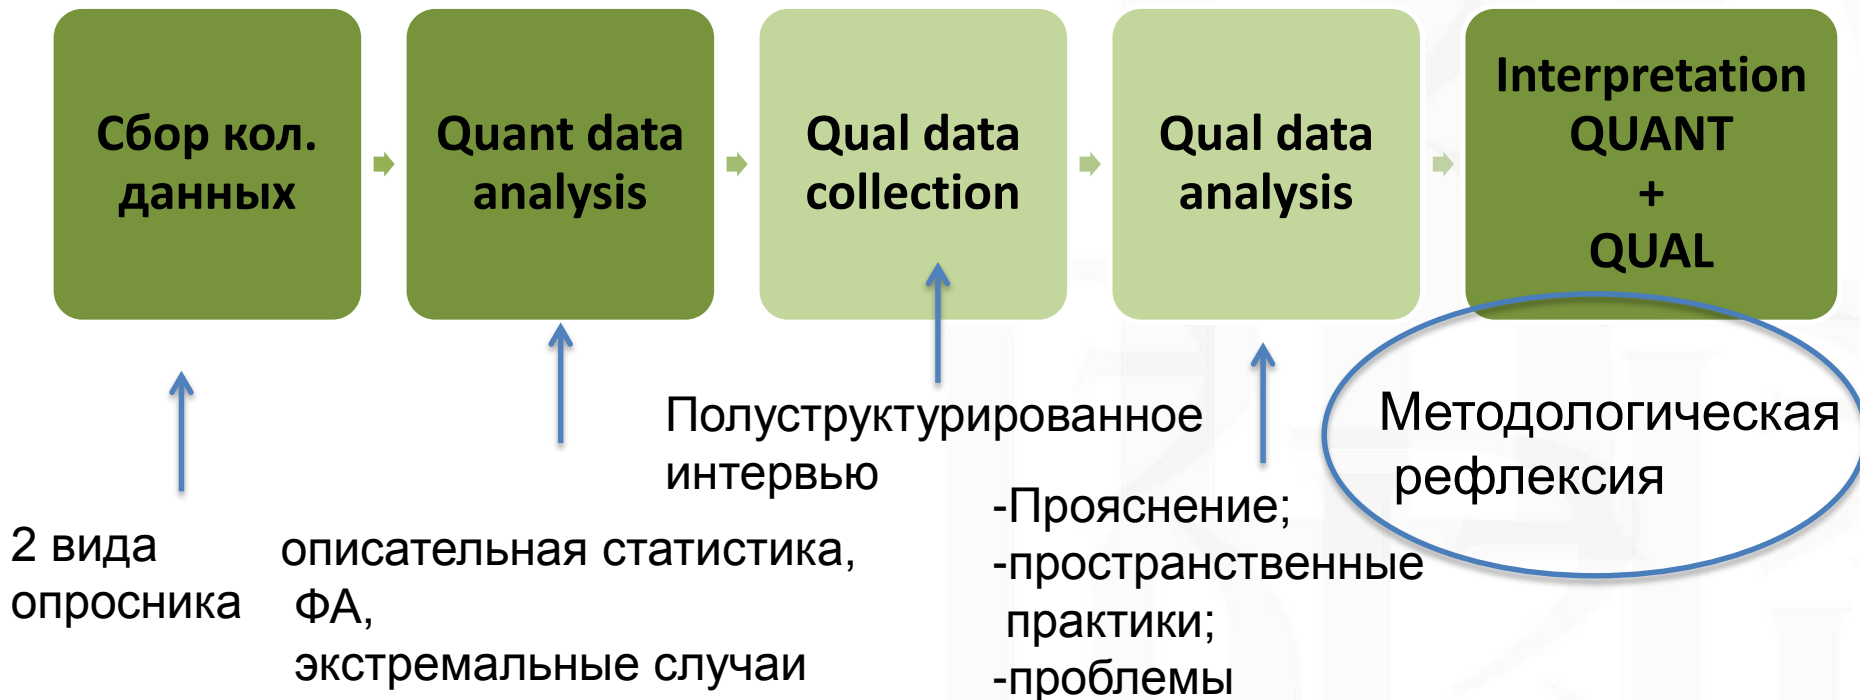 Сбор кол.
данных
Quant data
analysis
Qual data
collection
Qual data
analysis
Interpretation
QUANT
+
QUAL
2 вида
опросника
описательная статистика,
ФА,
экстремальные случаи
Полуструктурированное
интервью
-Прояснение;
-пространственные
практики;
-проблемы
Методологическая
рефлексия